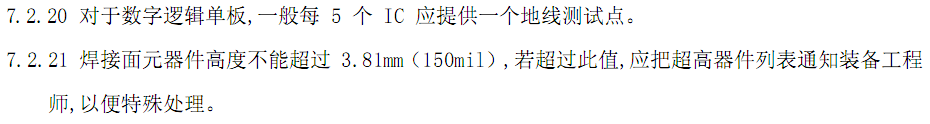 7.2.20 对于数字逻辑单板,一般每 5 个 IC 应提供一个地线测试点。
7.2.21 焊接面元器件高度不能超过 3.81mm（150mil）,若超过此值,应把超高器件列表通知装备工程
师,以便特殊处理。